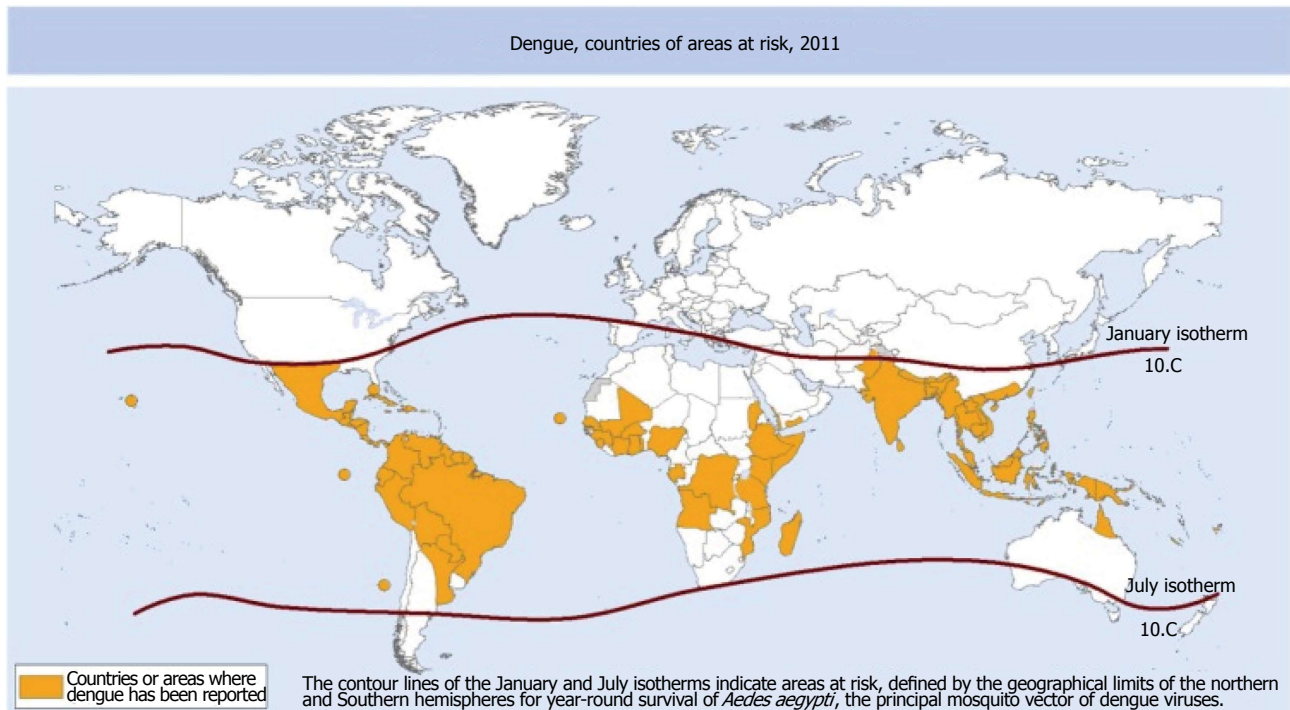 Dengue, countries of areas at risk, 2011
January isotherm
10.C
July isotherm
10.C
Countries or areas where
dengue has been reported
The contour lines of the January and July isotherms indicate areas at risk, defined by the geographical limits of the northern
and Southern hemispheres for year-round survival of Aedes aegypti, the principal mosquito vector of dengue viruses.